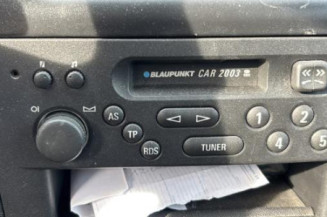 BLAUPUNKT CAR 2003
AS
1 2
TP
RDS
TUNER
4 5